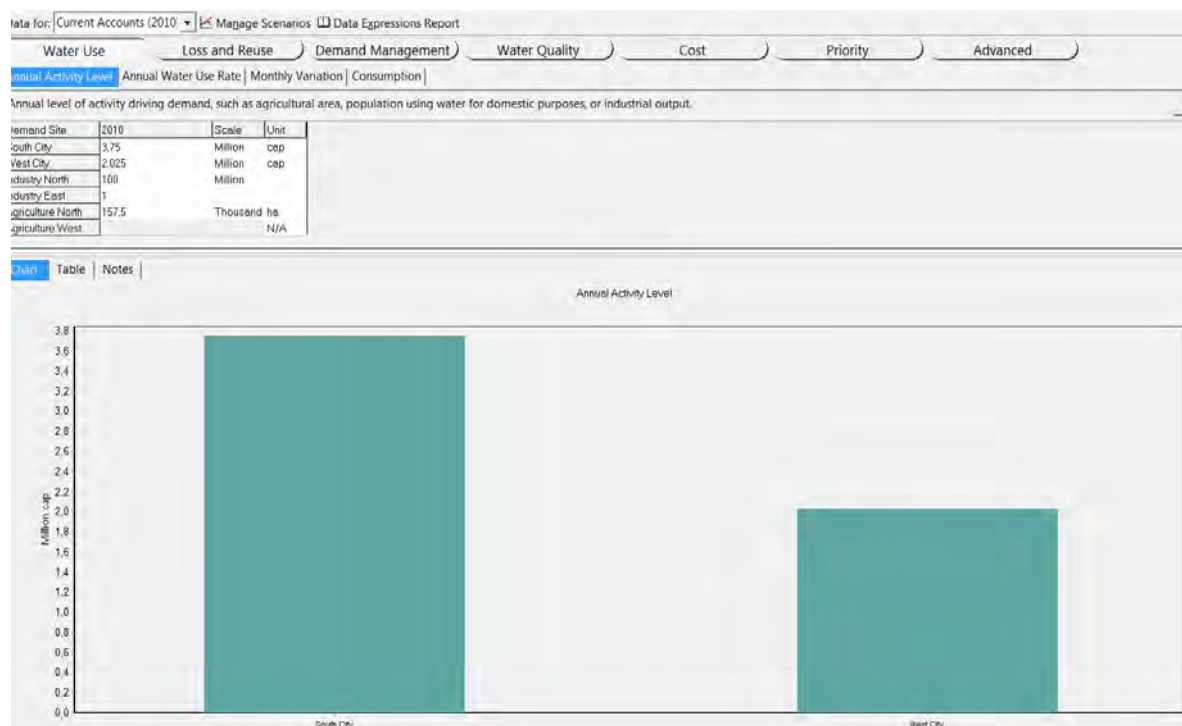 Data for: Current Accounts (2010 Manage Scenarios Data Expressions Report
Water Use Loss and Reuse Demand Management Water Quality Cost Priority Advanced
Annual Activity Level Annual Water Use Rate Monthly Variation Consumption
Annual level of activity driving demand, such as agricultural area, population using water for domestic purposes, or industrial output.
Demand Site 2010 Scale Unit
South City 3.75 Million cap
West City 2.025 Million cap
Industry North 100 Million
Industry East 1
Agriculture North 157.5 Thousand ha
Agriculture West N/A
Chart Table Notes
Annual Activity Level
3.8
3.6
3.4
3.2
3.0
2.8
2.6
2.4
2.2
2.0
1.8
1.6
1.4
1.2
1.0
0.8
0.6
0.4
0.2
0.0
Million cap
South City West City